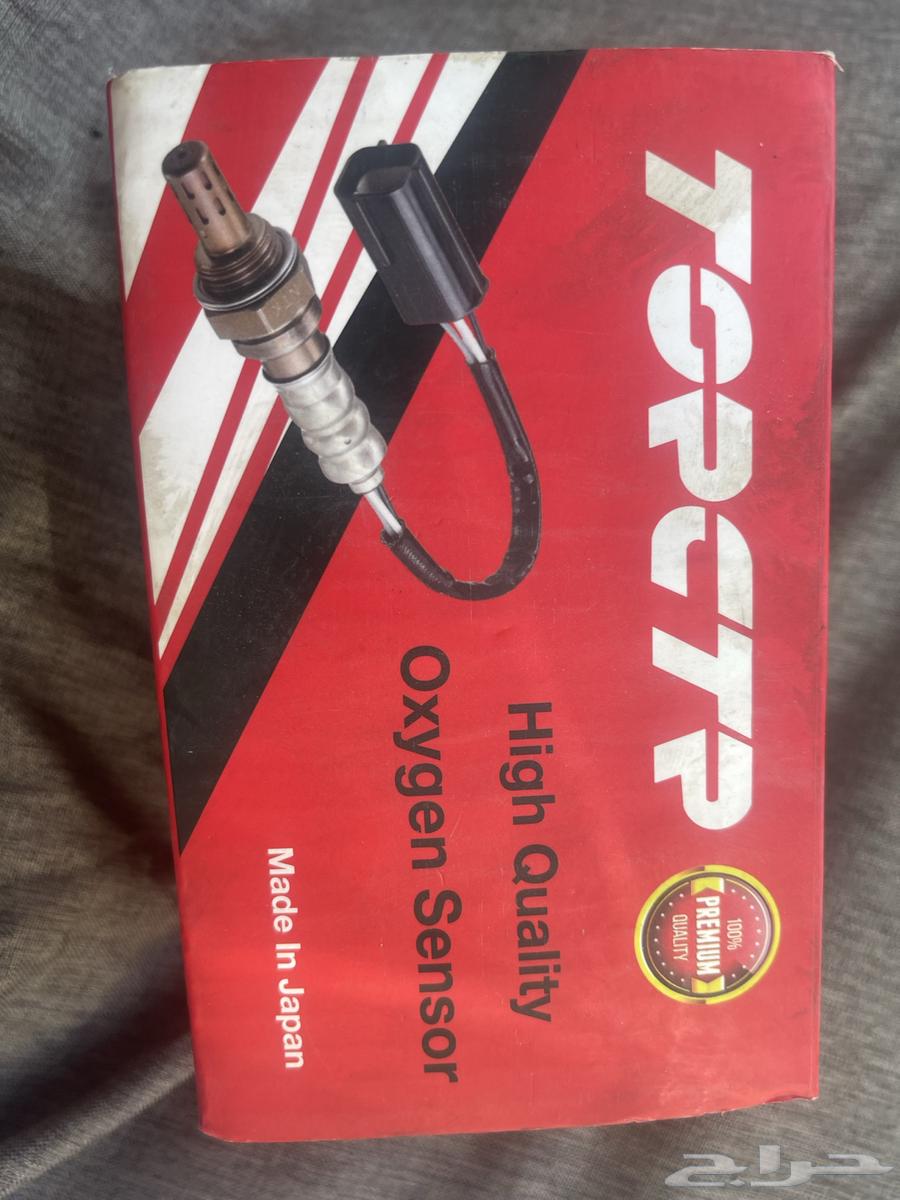 TOPCTP
100%
PREMIUM
QUALITY
High Quality
Oxygen Sensor
Made In Japan
حراج